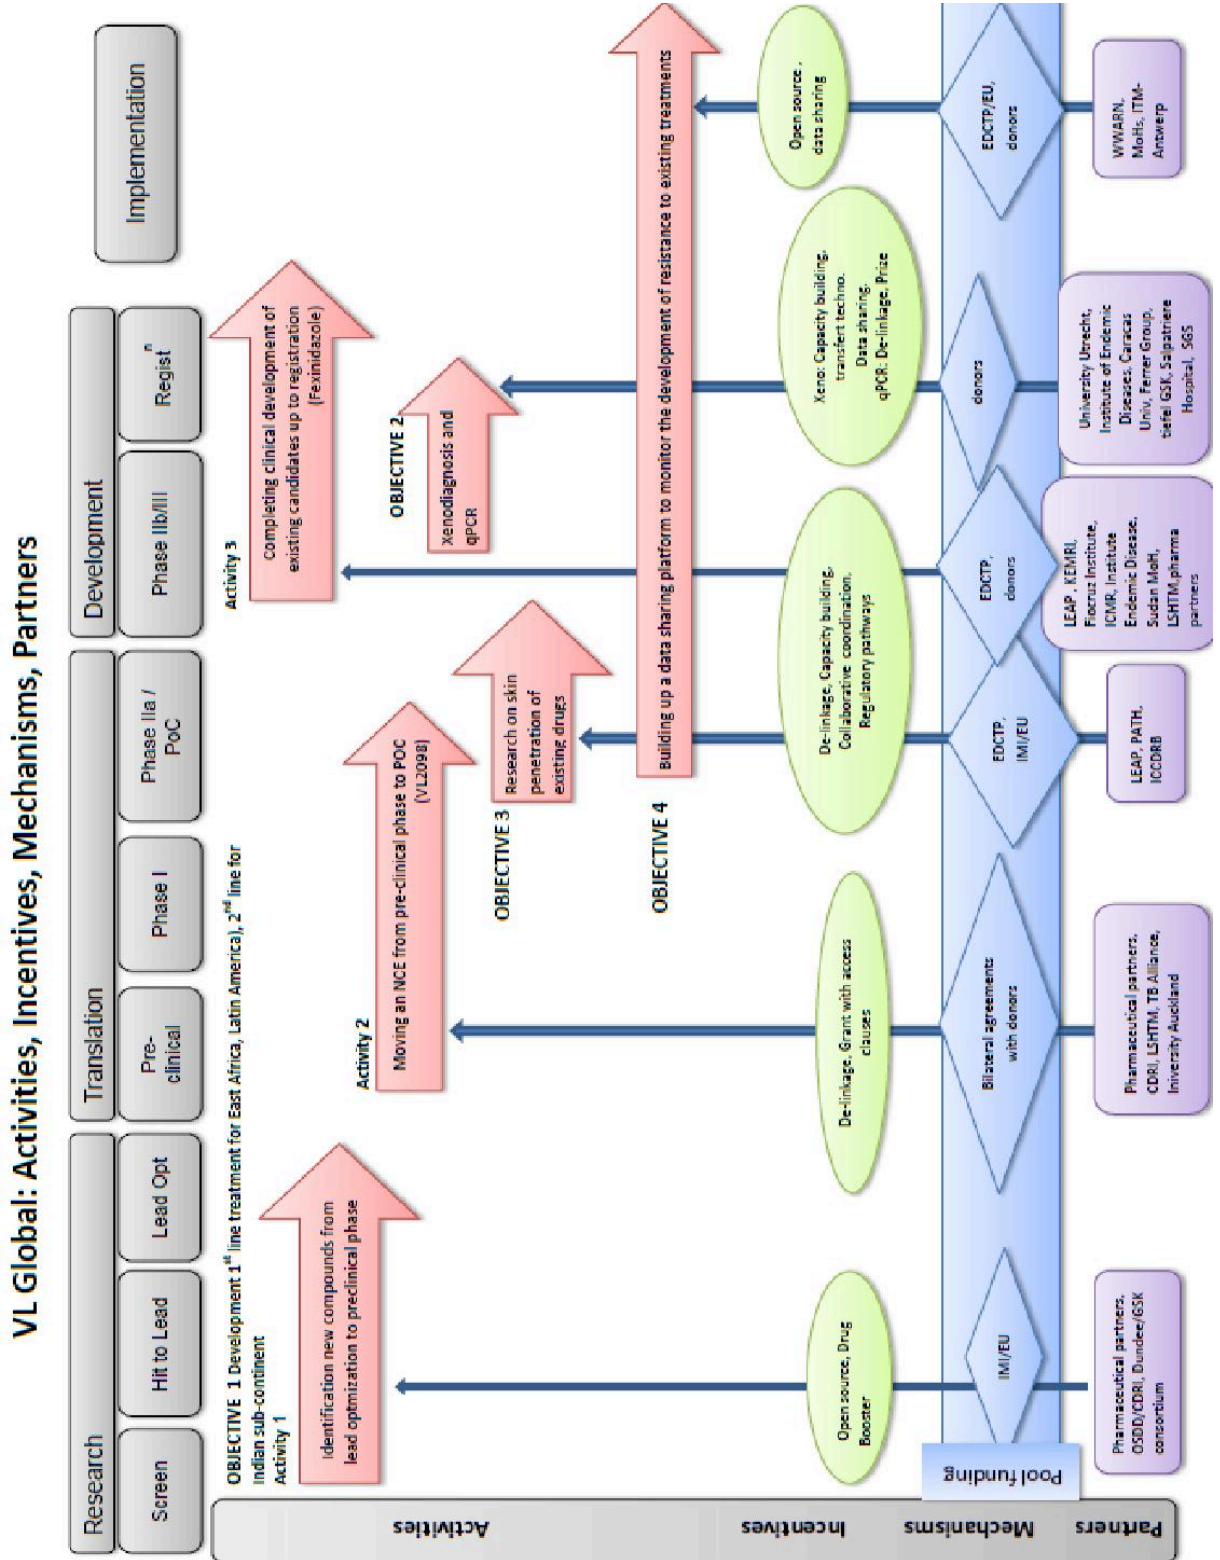 VL Global: Activities, Incentives, Mechanisms, Partners
Research
Translation
Development
Implementation
Screen
Hit to Lead
Lead Opt
Pre-
clinical
Phase I
Phase IIa /
PoC
Phase IIb/III
Registⁿ
Activities
OBJECTIVE 1 Development 1st line treatment for East Africa, Latin America), 2nd line for
Indian sub-continent
Activity 1
Identification new compounds from
lead optmization to preclinical phase
Activity 2
Moving an NCE from pre-clinical phase to POC
(VL2098)
Activity 3
Completing clinical development of
existing candidates up to registration
(Fexinidazole)
OBJECTIVE 2
Xenodiagnosis and
qPCR
OBJECTIVE 3
Research on skin
penetration of
existing drugs
OBJECTIVE 4
Building up a data sharing platform to monitor the development of resistance to existing treatments
Incentives
Open source, Drug
Booster
De-linkage, Grant with access
clauses
De-linkage, Capacity building,
Collaborative coordination,
Regulatory pathways
Xeno: Capacity building,
transfert techno.
Data sharing.
qPCR: De-linkage, Prize
Open source ,
data sharing
Mechanisms
Pool funding
IMI/EU
Bilateral agreements
with donors
EDCTP,
IMI/EU
EDCTP,
donors
donors
EDCTP/EU,
donors
Partners
Pharmaceutical partners,
OSDD/CDRI, Dundee/GSK
consortium
Pharmaceutical partners,
CDRI, LSHTM, TB Alliance,
Iniversity Auckland
LEAP, PATH,
ICCDRB
LEAP , KEMRI,
Fiocruz Institute,
ICMR, Institute
Endemic Disease,
Sudan MoH,
LSHTM,pharma
partners
University Utrecht,
Institute of Endemic
Diseases. Caracas
Univ, Ferrer Group,
tiefel GSK, Salpatriere
Hospital, SGS
WWARN,
MoHs, ITM-
Antwerp